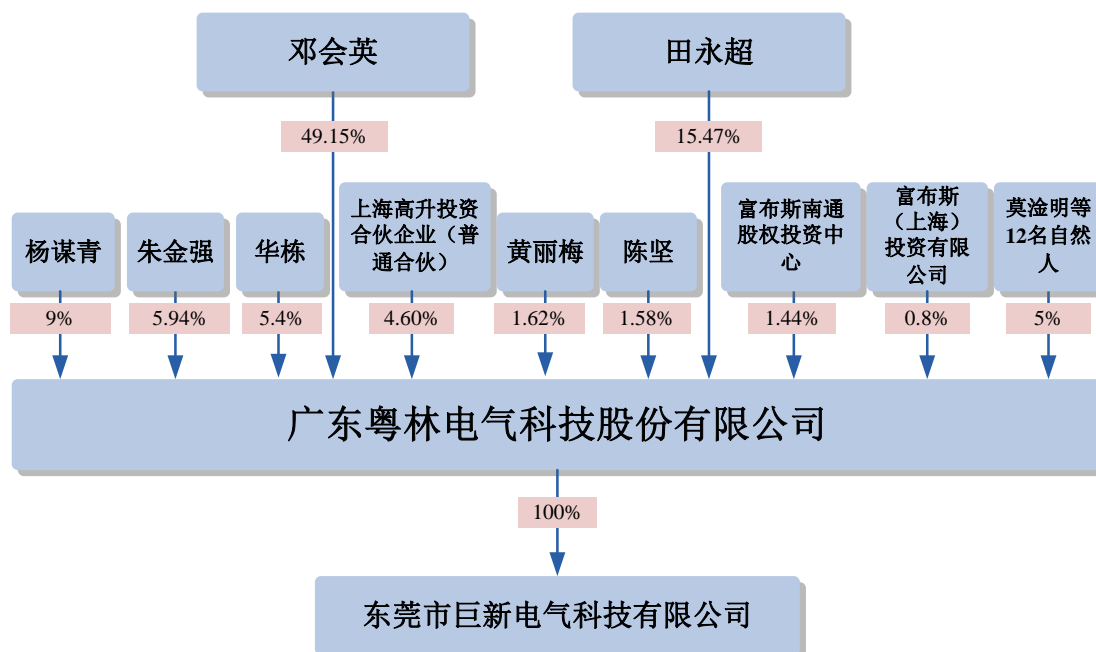 邓会英
田永超
49.15%
15.47%
杨谋青
朱金强
华栋
上海高升投资
合伙企业（普
通合伙）
黄丽梅
陈坚
富布斯南通
股权投资中
心
富布斯
（上海）
投资有限
公司
莫淦明等
12名自然
人
9%
5.94%
5.4%
4.60%
1.62%
1.58%
1.44%
0.8%
5%
广东粤林电气科技股份有限公司
100%
东莞市巨新电气科技有限公司